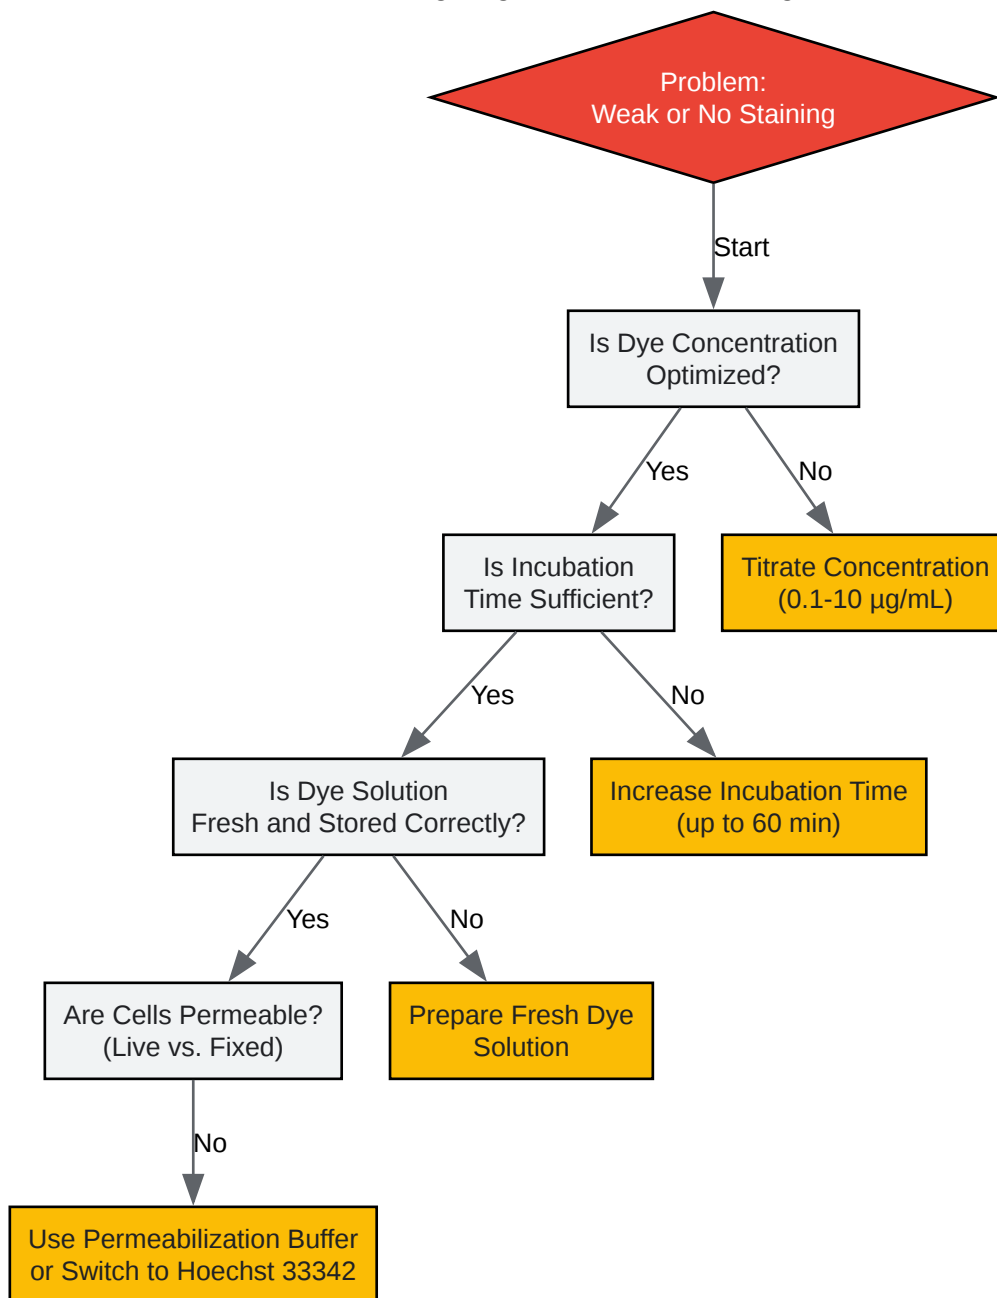 Problem:
Weak or No Staining
Start
Is Dye Concentration
Optimized?
Yes
No
Is Incubation
Time Sufficient?
Titrate Concentration
(0.1-10 µg/mL)
Yes
No
Is Dye Solution
Fresh and Stored Correctly?
Increase Incubation Time
(up to 60 min)
Yes
No
Are Cells Permeable?
(Live vs. Fixed)
Prepare Fresh Dye
Solution
No
Use Permeabilization Buffer
or Switch to Hoechst 33342